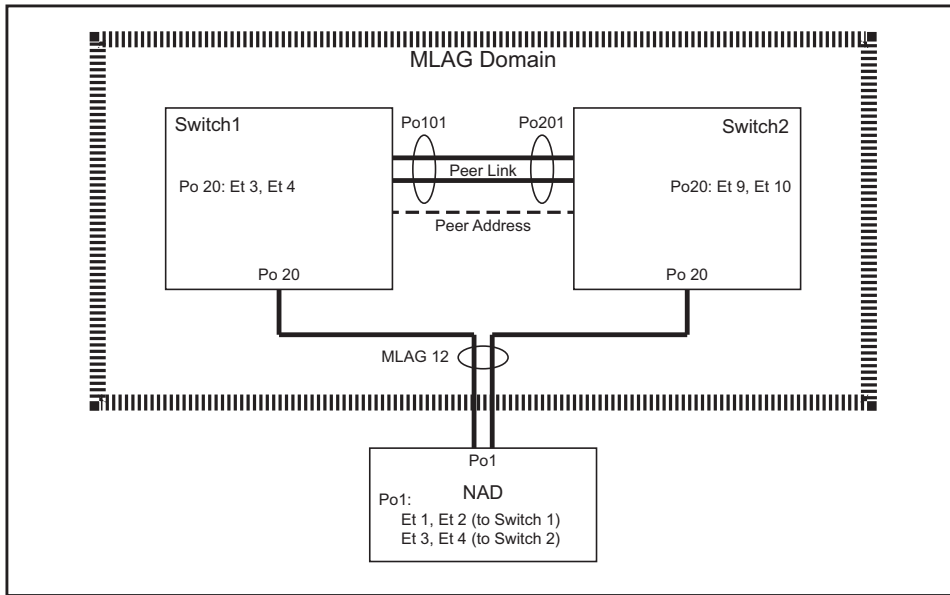 MLAG Domain
Switch1
Po101
Po201
Switch2
Peer Link
Po 20: Et 3, Et 4
Po20: Et 9, Et 10
Peer Address
Po 20
Po 20
MLAG 12
Po1
NAD
Po1:
Et 1, Et 2 (to Switch 1)
Et 3, Et 4 (to Switch 2)